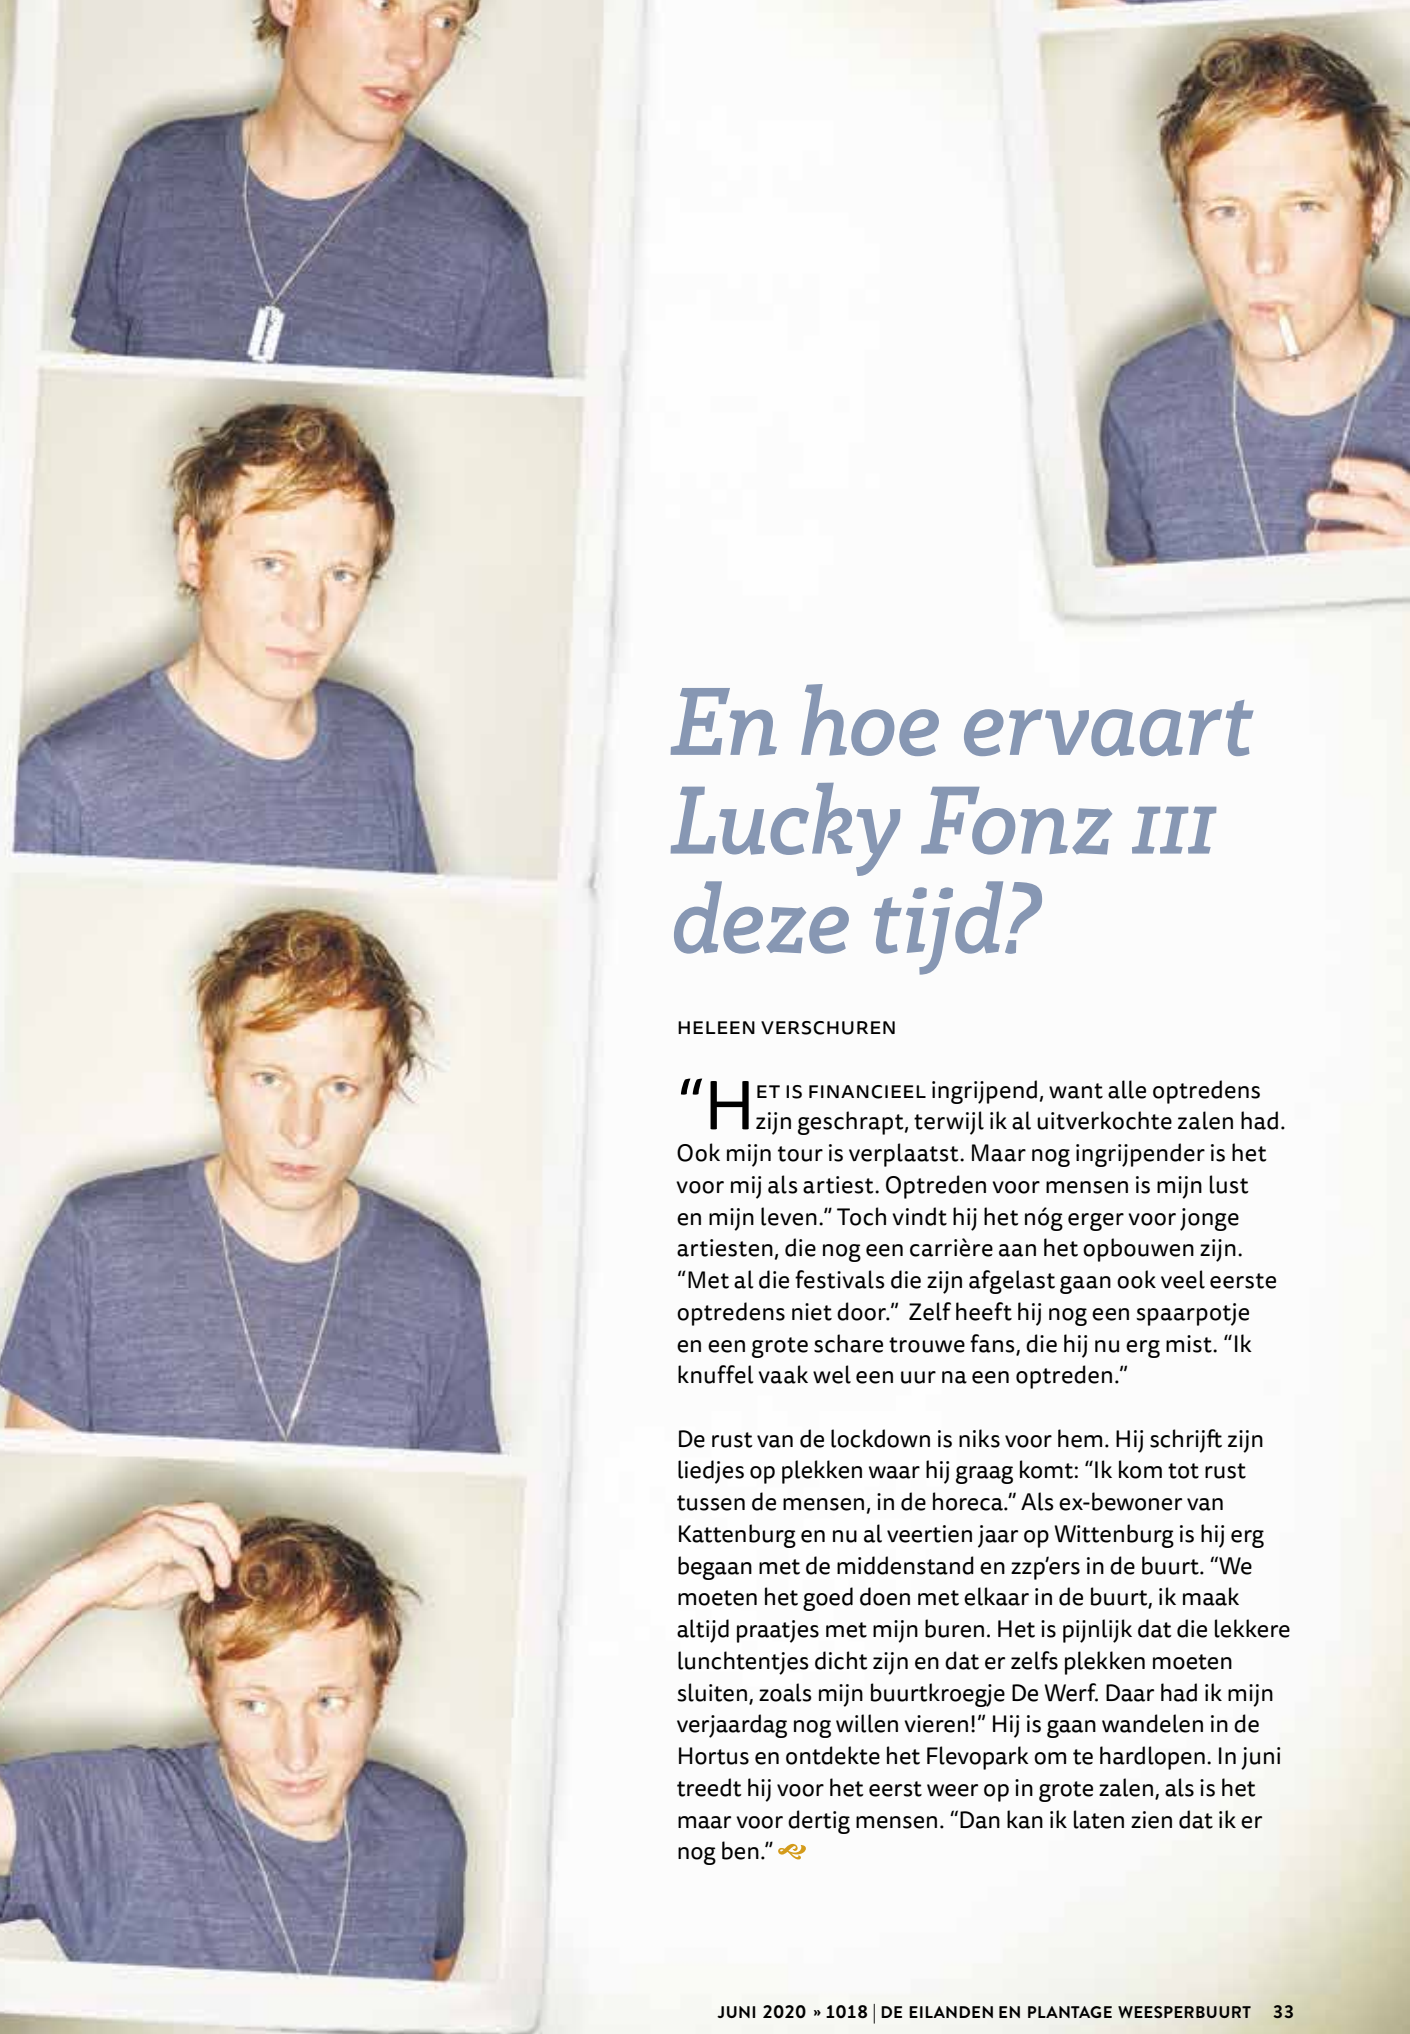 En hoe ervaart
Lucky Fonz III
deze tijd?
HELEEN VERSCHUREN
“HET IS FINANCIEEL ingrijpend, want alle optredens
zijn geschrapt, terwijl ik al uitverkochte zalen had.
Ook mijn tour is verplaatst. Maar nog ingrijpender is het
voor mij als artiest. Optreden voor mensen is mijn lust
en mijn leven.” Toch vindt hij het nóg erger voor jonge
artiesten, die nog een carrière aan het opbouwen zijn.
“Met al die festivals die zijn afgelast gaan ook veel eerste
optredens niet door.” Zelf heeft hij nog een spaarpotje
en een grote schare trouwe fans, die hij nu erg mist. “Ik
knuffel vaak wel een uur na een optreden.”
De rust van de lockdown is niks voor hem. Hij schrijft zijn
liedjes op plekken waar hij graag komt: “Ik kom tot rust
tussen de mensen, in de horeca.” Als ex-bewoner van
Kattenburg en nu al veertien jaar op Wittenburg is hij erg
begaan met de middenstand en zzp’ers in de buurt. “We
moeten het goed doen met elkaar in de buurt, ik maak
altijd praatjes met mijn buren. Het is pijnlijk dat die lekkere
lunchtentjes dicht zijn en dat er zelfs plekken moeten
sluiten, zoals mijn buurtkroegje De Werf. Daar had ik mijn
verjaardag nog willen vieren!” Hij is gaan wandelen in de
Hortus en ontdekte het Flevopark om te hardlopen. In juni
treedt hij voor het eerst weer op in grote zalen, als is het
maar voor dertig mensen. “Dan kan ik laten zien dat ik er
nog ben.”
JUNI 2020 » 1018 | DE EILANDEN EN PLANTAGE WEESPERBUURT 33